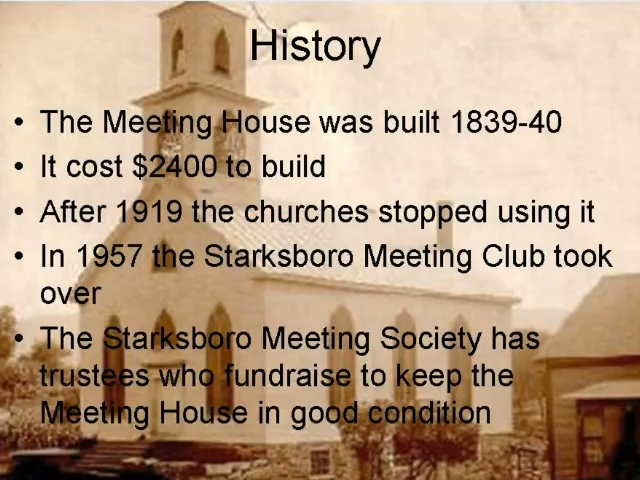 History
• The Meeting House was built 1839-40
• It cost $2400 to build
• After 1919 the churches stopped using it
• In 1957 the Starksboro Meeting Club took
over
• The Starksboro Meeting Society has
trustees who fundraise to keep the
Meeting House in good condition